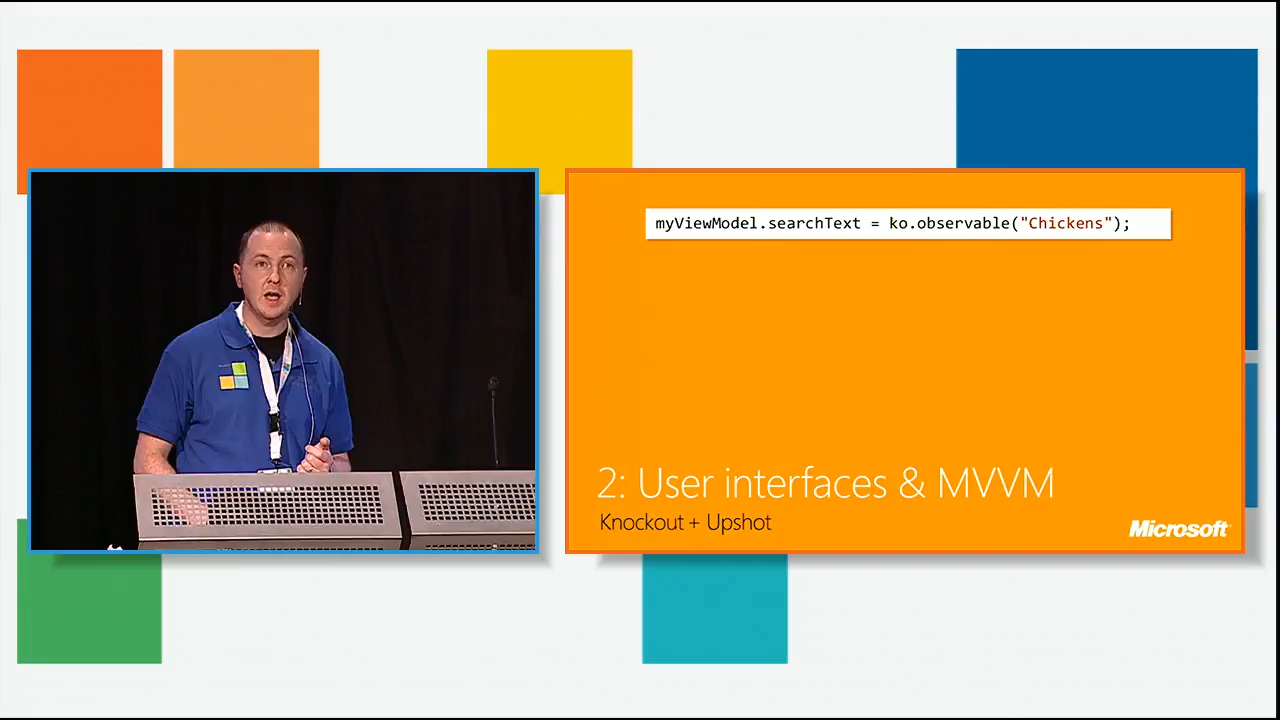 myViewModel.searchText = ko.observable("Chickens");
2: User interfaces & MVVM
Knockout + Upshot
Microsoft